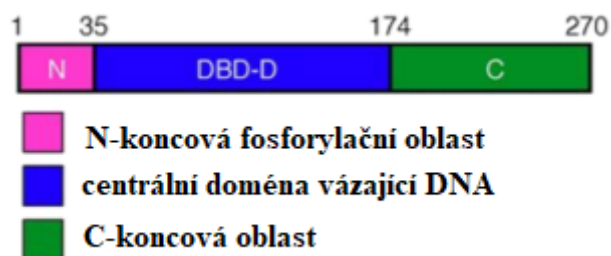 1 35 174 270
N DBD-D C
N-koncová fosforylační oblast
centrální doména vázající DNA
C-koncová oblast